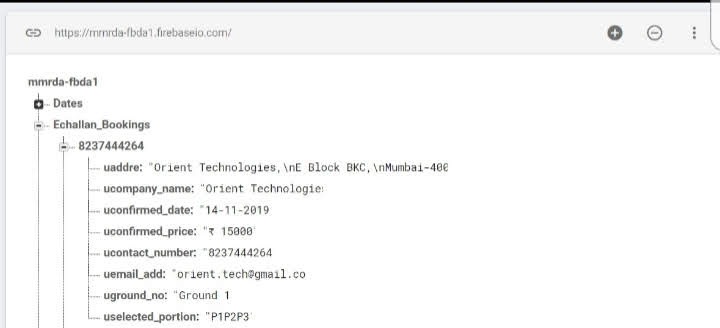 https://mmrda-fbda1.firebaseio.com/
mmrda-fbda1
Dates
Echallan_Bookings
8237444264
uaddre: "Orient Technologies,\nE Block BKC,\nMumbai-400
ucompany_name: "Orient Technologies
uconfirmed_date: "14-11-2019
uconfirmed_price: "₹ 15000"
ucontact_number: "8237444264
uemail_add: "orient.tech@gmail.co
uground_no: "Ground 1
uselected_portion: "P1P2P3"